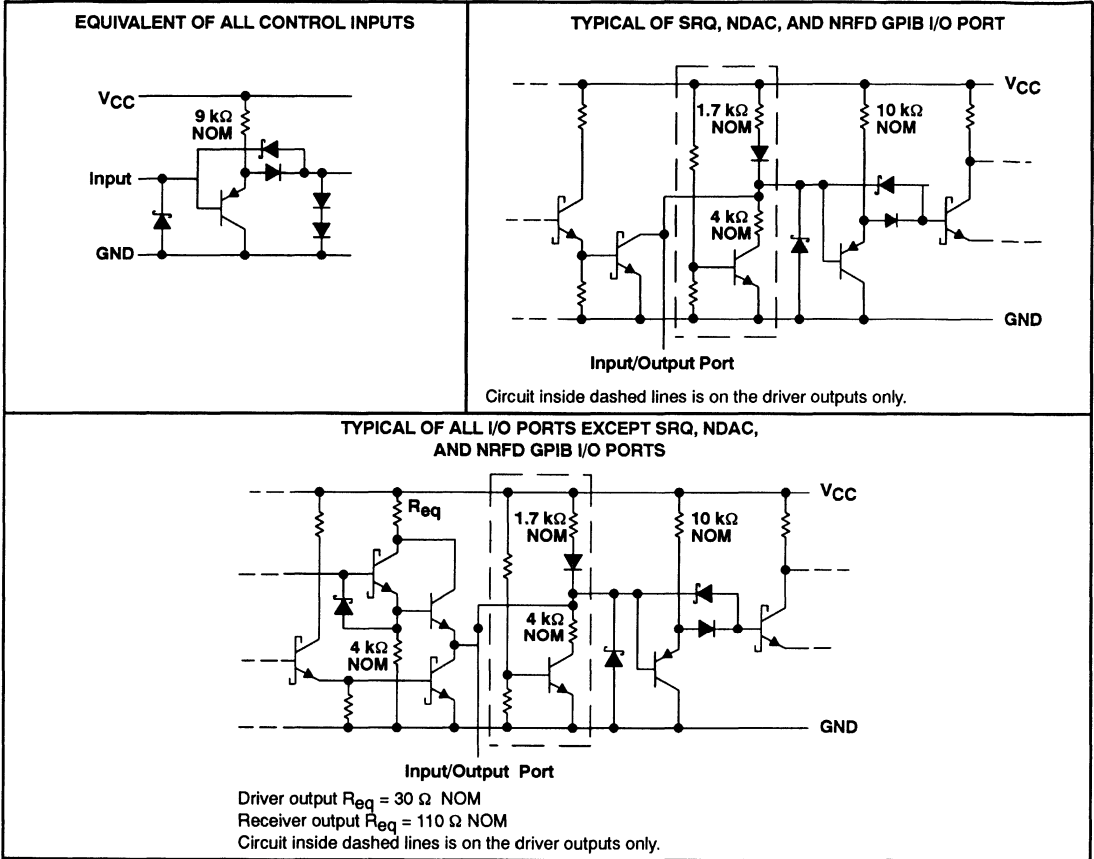 EQUIVALENT OF ALL CONTROL INPUTS
VCC
9 kΩ
NOM
Input
GND
TYPICAL OF SRQ, NDAC, AND NRFD GPIB I/O PORT
VCC
1.7 kΩ
NOM
10 kΩ
NOM
4 kΩ
NOM
GND
Input/Output Port
Circuit inside dashed lines is on the driver outputs only.
TYPICAL OF ALL I/O PORTS EXCEPT SRQ, NDAC,
AND NRFD GPIB I/O PORTS
VCC
Req
1.7 kΩ
NOM
10 kΩ
NOM
4 kΩ
NOM
4 kΩ
NOM
GND
Input/Output Port
Driver output Req = 30 Ω NOM
Receiver output Req = 110 Ω NOM
Circuit inside dashed lines is on the driver outputs only.